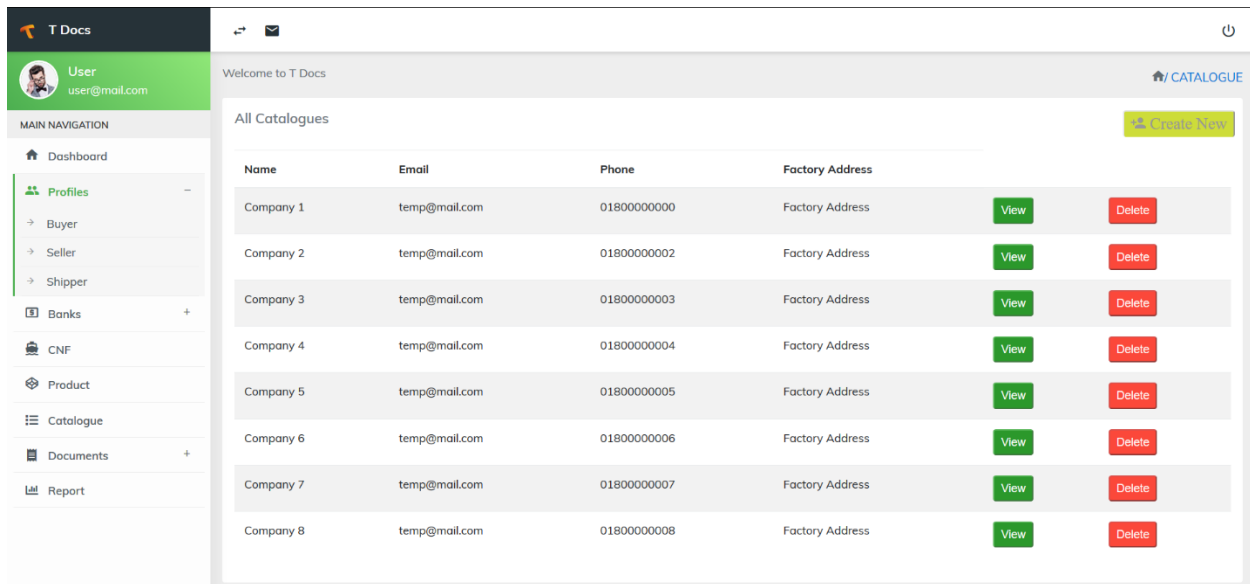 T Docs
User
user@mail.com
MAIN NAVIGATION
Dashboard
Profiles −
Buyer
Seller
Shipper
Banks +
CNF
Product
Catalogue
Documents +
Report
Welcome to T Docs
/ CATALOGUE
All Catalogues
Create New
Name Email Phone Factory Address
Company 1 temp@mail.com 01800000000 Factory Address View Delete
Company 2 temp@mail.com 01800000002 Factory Address View Delete
Company 3 temp@mail.com 01800000003 Factory Address View Delete
Company 4 temp@mail.com 01800000004 Factory Address View Delete
Company 5 temp@mail.com 01800000005 Factory Address View Delete
Company 6 temp@mail.com 01800000006 Factory Address View Delete
Company 7 temp@mail.com 01800000007 Factory Address View Delete
Company 8 temp@mail.com 01800000008 Factory Address View Delete